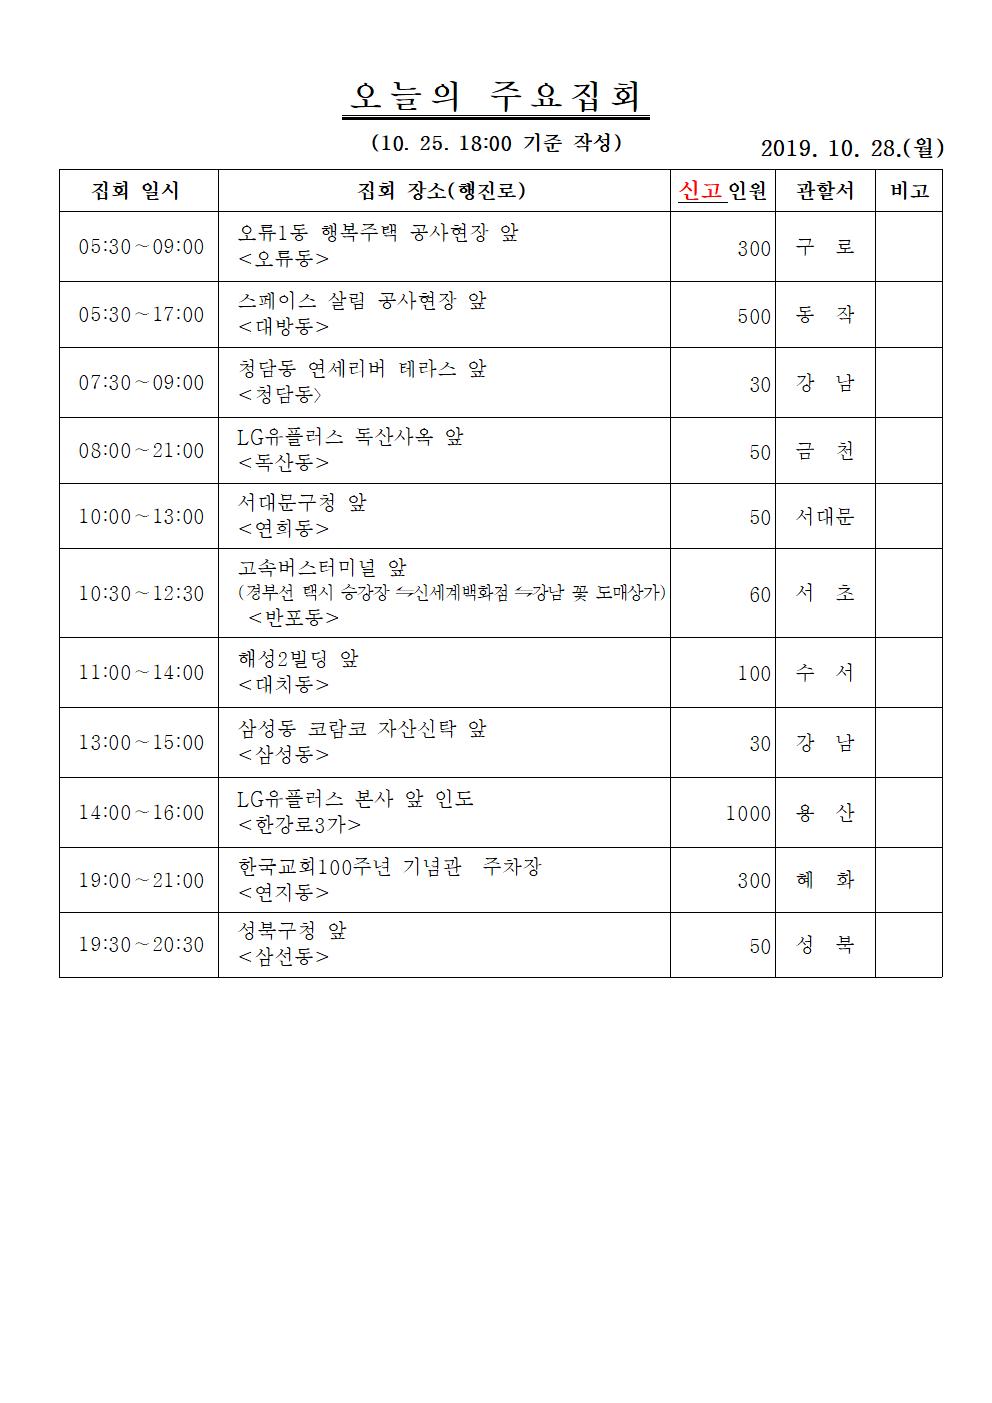 오늘의 주요집회
(10. 25. 18:00 기준 작성)
2019. 10. 28.(월)
집회 일시 집회 장소(행진로) 신고인원 관할서 비고
05:30～09:00 오류1동 행복주택 공사현장 앞 <오류동> 300 구 로
05:30～17:00 스페이스 살림 공사현장 앞 <대방동> 500 동 작
07:30～09:00 청담동 연세리버 테라스 앞 <청담동〉 30 강 남
08:00～21:00 LG유플러스 독산사옥 앞 <독산동> 50 금 천
10:00～13:00 서대문구청 앞 <연희동> 50 서대문
10:30～12:30 고속버스터미널 앞 (경부선 택시 승강장 ⇋신세계백화점 ⇋강남 꽃 도매상가) <반포동> 60 서 초
11:00～14:00 해성2빌딩 앞 <대치동> 100 수 서
13:00～15:00 삼성동 코람코 자산신탁 앞 <삼성동> 30 강 남
14:00～16:00 LG유플러스 본사 앞 인도 <한강로3가> 1000 용 산
19:00～21:00 한국교회100주년 기념관 주차장 <연지동> 300 혜 화
19:30～20:30 성북구청 앞 <삼선동> 50 성 북